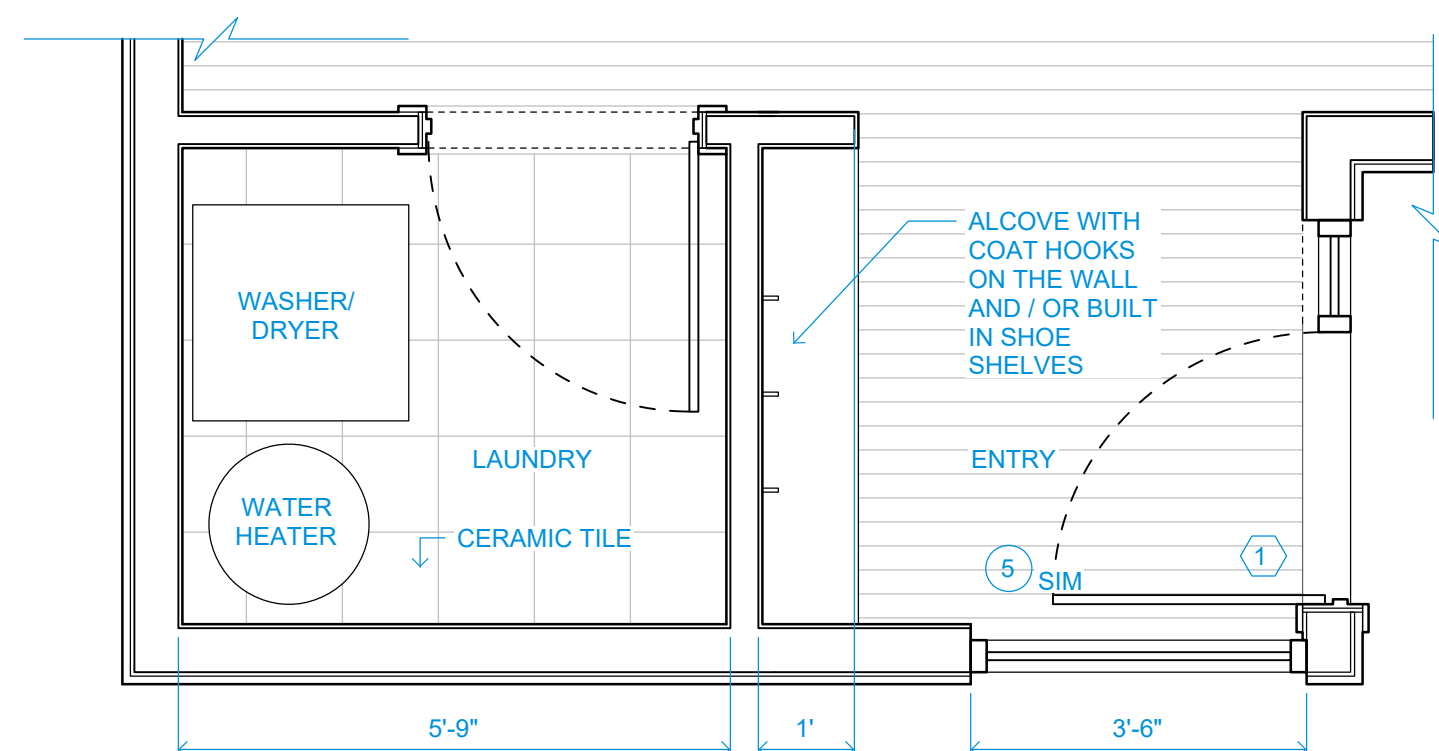 ALCOVE WITH
COAT HOOKS
ON THE WALL
AND / OR BUILT
IN SHOE
SHELVES
WASHER/
DRYER
LAUNDRY
ENTRY
WATER
HEATER
CERAMIC TILE
5
SIM
1
5'-9"
1'
3'-6"